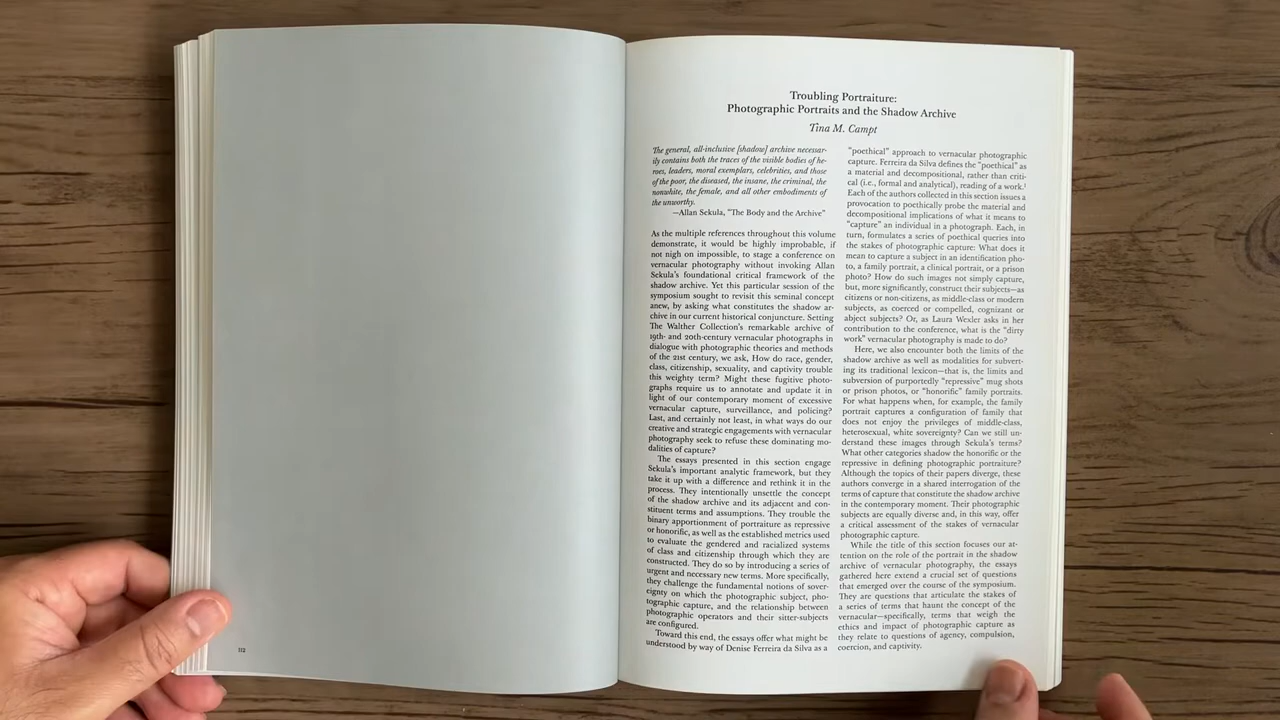 Troubling Portraiture:
Photographic Portraits and the Shadow Archive
Tina M. Campt
The general, all-inclusive [shadow] archive necessar-
ily contains both the traces of the visible bodies of he-
roes, leaders, moral exemplars, celebrities, and those
of the poor, the diseased, the insane, the criminal, the
nonwhite, the female, and all other embodiments of
the unworthy.
—Allan Sekula, "The Body and the Archive"
As the multiple references throughout this volume
demonstrate, it would be highly improbable, if
not nigh on impossible, to stage a conference on
vernacular photography without invoking Allan
Sekula's foundational critical framework of the
shadow archive. Yet this particular session of the
symposium sought to revisit this seminal concept
anew, by asking what constitutes the shadow ar-
chive in our current historical conjuncture. Setting
The Walther Collection's remarkable archive of
19th- and 20th-century vernacular photographs in
dialogue with photographic theories and methods
of the 21st century, we ask, How do race, gender,
class, citizenship, sexuality, and captivity trouble
this weighty term? Might these fugitive photo-
graphs require us to annotate and update it in
light of our contemporary moment of excessive
vernacular capture, surveillance, and policing?
Last, and certainly not least, in what ways do our
creative and strategic engagements with vernacular
photography seek to refuse these dominating mo-
dalities of capture?
The essays presented in this section engage
Sekula's important analytic framework, but they
take it up with a difference and rethink it in the
process. They intentionally unsettle the concept
of the shadow archive and its adjacent and con-
stituent terms and assumptions. They trouble the
binary apportionment of portraiture as repressive
or honorific, as well as the established metrics used
to evaluate the gendered and racialized systems
of class and citizenship through which they are
constructed. They do so by introducing a series of
urgent and necessary new terms. More specifically,
they challenge the fundamental notions of sover-
eignty on which the photographic subject, pho-
tographic capture, and the relationship between
photographic operators and their sitter-subjects
are configured.
Toward this end, the essays offer what might be
understood by way of Denise Ferreira da Silva as a
"poethical" approach to vernacular photographic
capture. Ferreira da Silva defines the "poethical" as
a material and decompositional, rather than criti-
cal (i.e., formal and analytical), reading of a work.¹
Each of the authors collected in this section issues a
provocation to poethically probe the material and
decompositional implications of what it means to
"capture" an individual in a photograph. Each, in
turn, formulates a series of poethical queries into
the stakes of photographic capture: What does it
mean to capture a subject in an identification pho-
to, a family portrait, a clinical portrait, or a prison
photo? How do such images not simply capture,
but, more significantly, construct their subjects—as
citizens or non-citizens, as middle-class or modern
subjects, as coerced or compelled, cognizant or
abject subjects? Or, as Laura Wexler asks in her
contribution to the conference, what is the "dirty
work" vernacular photography is made to do?
Here, we also encounter both the limits of the
shadow archive as well as modalities for subvert-
ing its traditional lexicon—that is, the limits and
subversion of purportedly "repressive" mug shots
or prison photos, or "honorific" family portraits.
For what happens when, for example, the family
portrait captures a configuration of family that
does not enjoy the privileges of middle-class,
heterosexual, white sovereignty? Can we still un-
derstand these images through Sekula's terms?
What other categories shadow the honorific or the
repressive in defining photographic portraiture?
Although the topics of their papers diverge, these
authors converge in a shared interrogation of the
terms of capture that constitute the shadow archive
in the contemporary moment. Their photographic
subjects are equally diverse and, in this way, offer
a critical assessment of the stakes of vernacular
photographic capture.
While the title of this section focuses our at-
tention on the role of the portrait in the shadow
archive of vernacular photography, the essays
gathered here extend a crucial set of questions
that emerged over the course of the symposium.
They are questions that articulate the stakes of
a series of terms that haunt the concept of the
vernacular—specifically, terms that weigh the
ethics and impact of photographic capture as
they relate to questions of agency, compulsion,
coercion, and captivity.
112